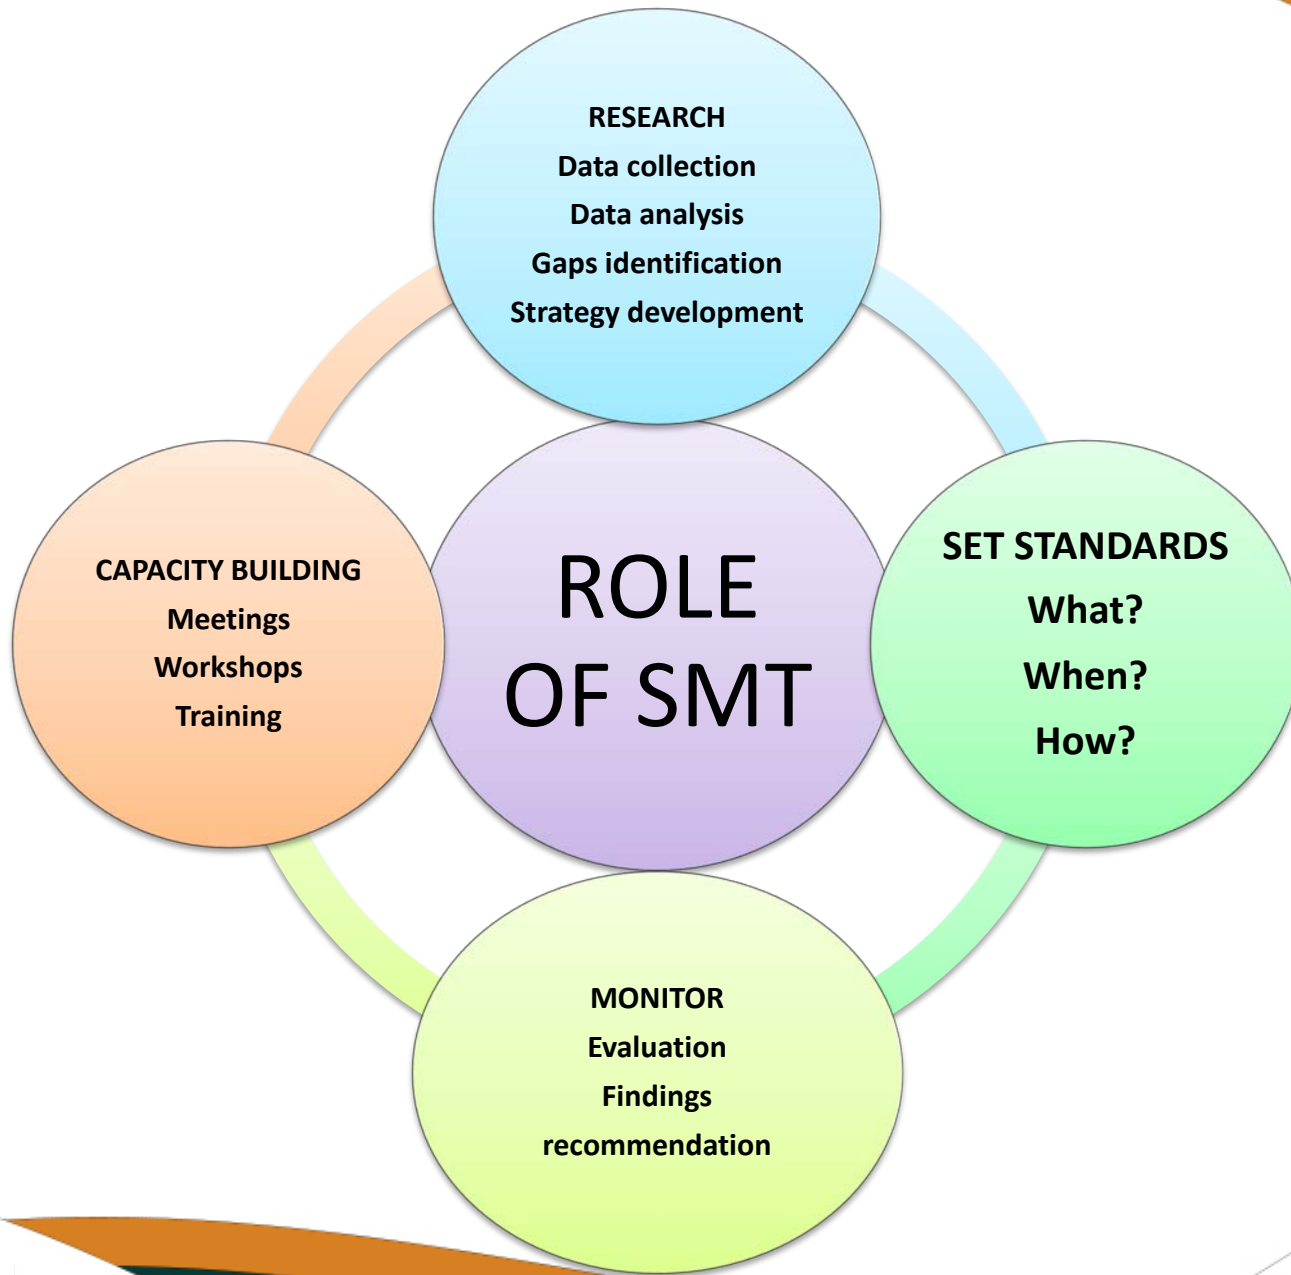 RESEARCH
Data collection
Data analysis
Gaps identification
Strategy development
ROLE
OF SMT
SET STANDARDS
What?
When?
How?
MONITOR
Evaluation
Findings
recommendation
CAPACITY BUILDING
Meetings
Workshops
Training